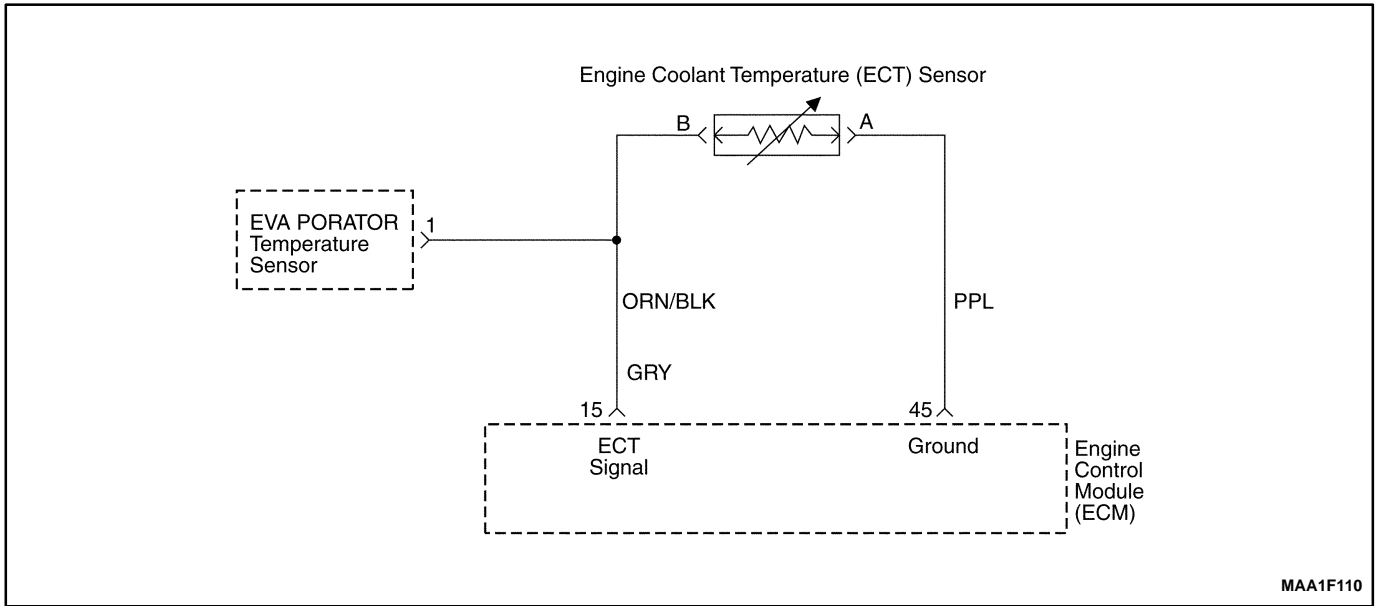 Engine Coolant Temperature (ECT) Sensor
B
A
EVA PORATOR
Temperature
Sensor
1
ORN/BLK
PPL
GRY
15
45
ECT
Signal
Ground
Engine
Control
Module
(ECM)
MAA1F110